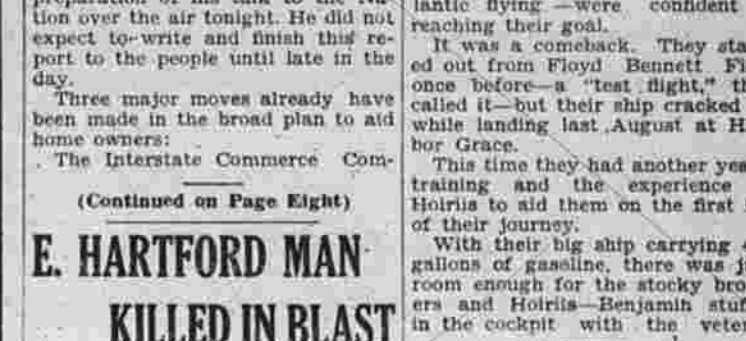 tion over the air tonight. He did not
expect to write and finish this re-
port to the people until late in the
day.
Three major moves already have
been made in the broad plan to aid
home owners:
The Interstate Commerce Com-
(Continued on Page Eight)
E. HARTFORD MAN
KILLED IN BLAST
lantic flying—were confident
reaching their goal.
It was a comeback. They sta
ed out from Floyd Bennett Fi
once before—a "test flight," th
called it—but their ship cracked
while landing last August at H
bor Grace.
This time they had another yea
training and the experience
Hoiriis to aid them on the first
of their journey.
With their big ship carrying
gallons of gasoline, there was j
room enough for the stocky bro
ers and Hoiriis—Benjamin stuf
in the cockpit with the veter